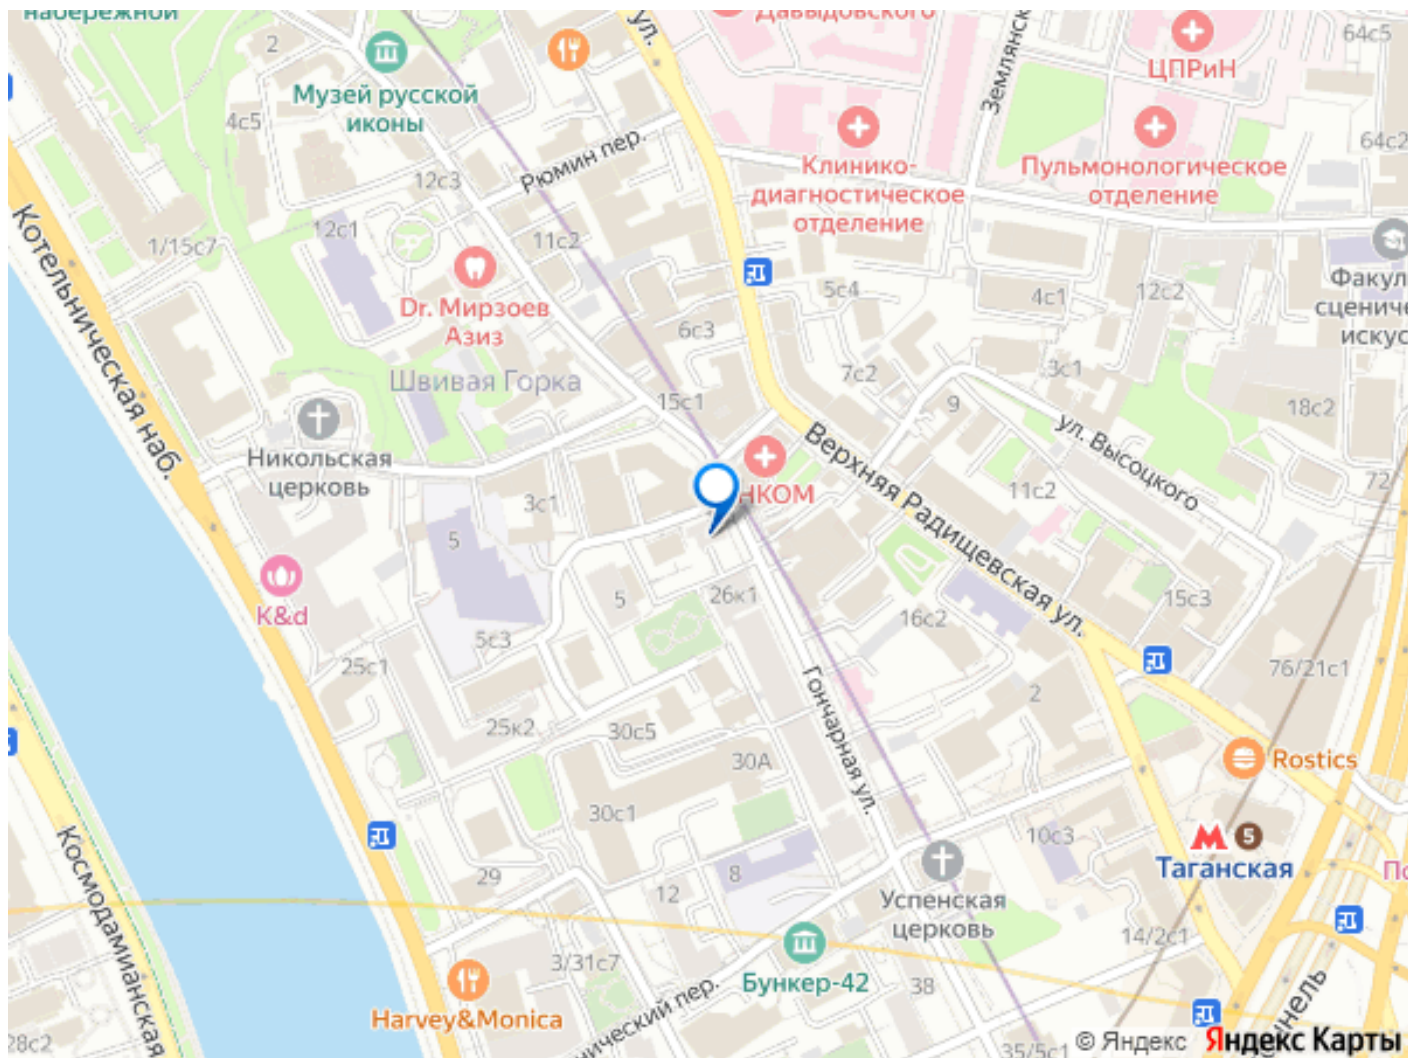 набережной
Давыдовского
ул.
64с5
2
ЦПРиН
Землянск
Музей русской
иконы
4с5
64с2
Рюмин пер.
Клинико-
диагностическое
отделение
Пульмонологическое
отделение
12с3
12с1
11с2
1/15с7
Котельническая наб.
Dr. Мирзоев
Азиз
5с4
4с1
12с2
Факул
сцениче
искус
6с3
7с2
3с1
Швивая Горка
15с1
9
18с2
ул. Высоцкого
Верхняя Радищевская ул.
Никольская
церковь
НКОМ
3с1
11с2
72
5
K&d
5
26к1
16с2
15с3
5с3
25с1
76/21с1
2
25к2
30с5
Гончарная ул.
30А
Rostics
30с1
10с3
5
Таганская
По
Космодамианская
29
12
8
Успенская
церковь
14/2с1
3/31с7
Бункер-42
38
Harvey&Monica
нический пер.
ннель
28с2
35/5с1
© Яндекс Яндекс Карты